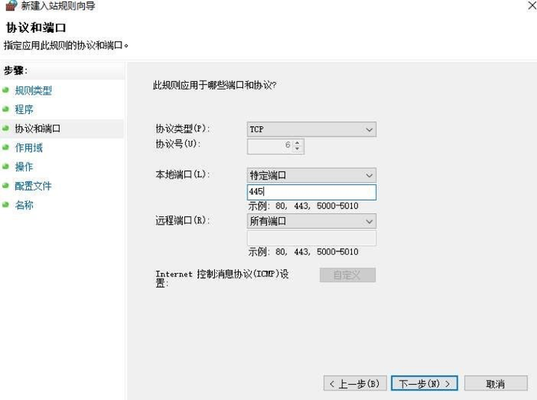 新建入站规则向导
协议和端口
指定应用此规则的协议和端口。
步骤:
规则类型
程序
协议和端口
作用域
操作
配置文件
名称
此规则应用于哪些端口和协议?
协议类型(P): TCP
协议号(U): 6
本地端口(L): 特定端口
445
示例: 80, 443, 5000-5010
远程端口(R): 所有端口
示例: 80, 443, 5000-5010
Internet 控制消息协议(ICMP)设
置:
自定义
< 上一步(B)
下一步(N) >
取消